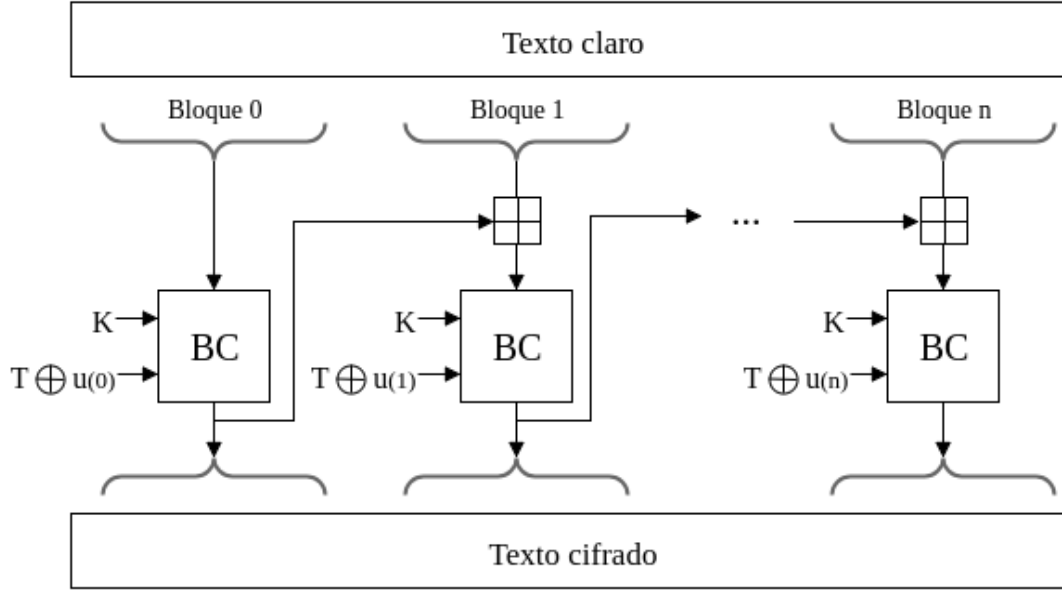 Texto claro
Bloque 0 Bloque 1 Bloque n
...
K K K
BC BC BC
T ⊕ u(0) T ⊕ u(1) T ⊕ u(n)
Texto cifrado